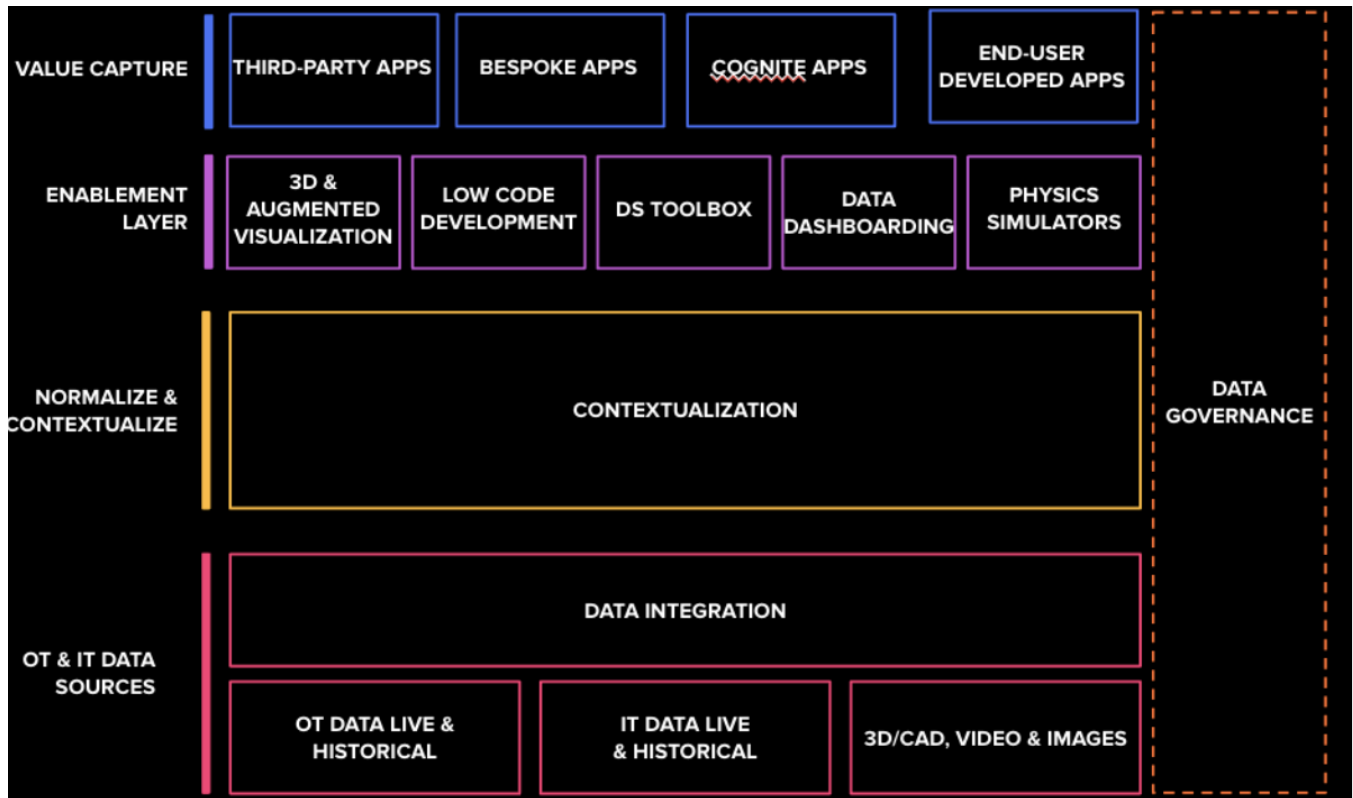 VALUE CAPTURE
THIRD-PARTY APPS
BESPOKE APPS
COGNITE APPS
END-USER
DEVELOPED APPS
ENABLEMENT
LAYER
3D &
AUGMENTED
VISUALIZATION
LOW CODE
DEVELOPMENT
DS TOOLBOX
DATA
DASHBOARDING
PHYSICS
SIMULATORS
NORMALIZE &
CONTEXTUALIZE
CONTEXTUALIZATION
DATA
GOVERNANCE
OT & IT DATA
SOURCES
DATA INTEGRATION
OT DATA LIVE &
HISTORICAL
IT DATA LIVE
& HISTORICAL
3D/CAD, VIDEO & IMAGES